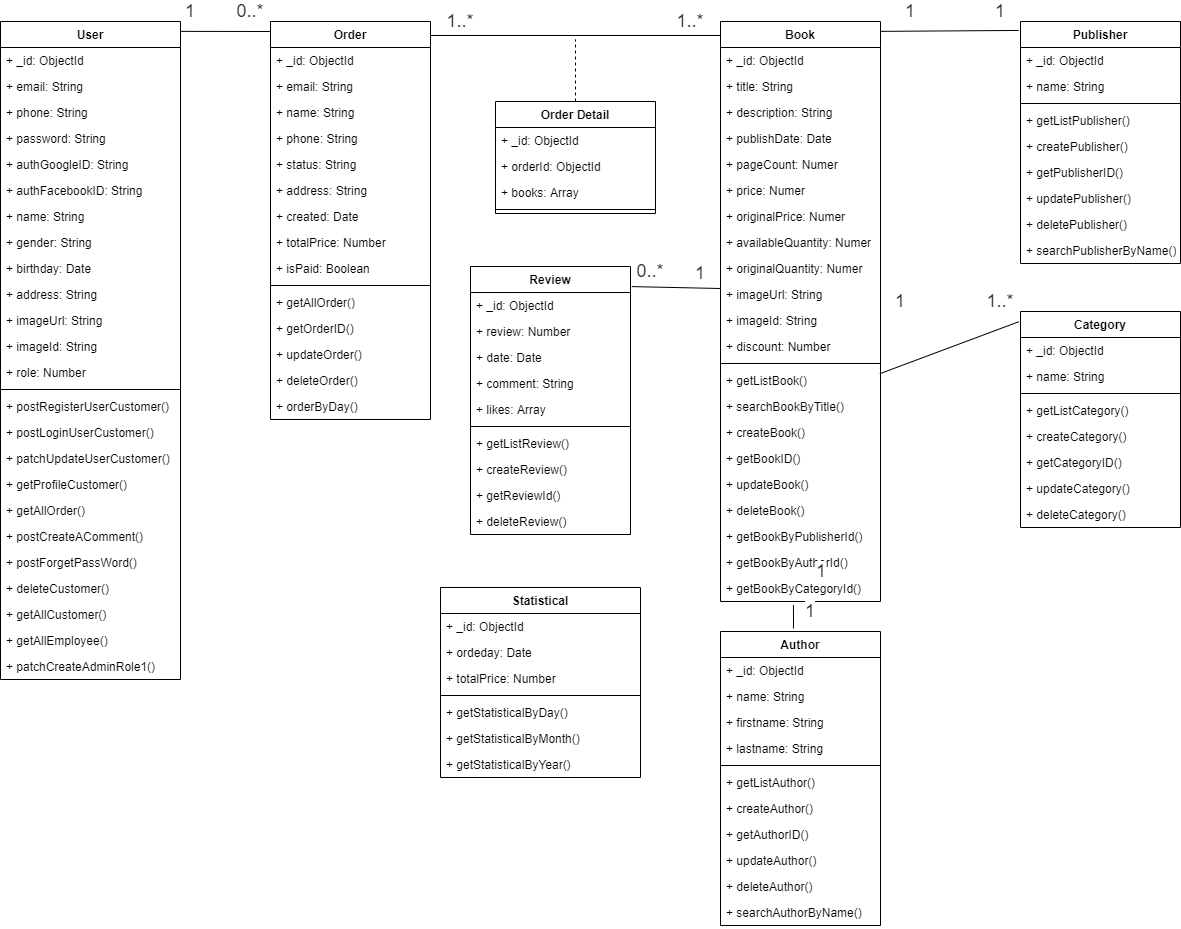 1
0..*
1..*
1..*
1
1
User
+ _id: ObjectId
+ email: String
+ phone: String
+ password: String
+ authGoogleID: String
+ authFacebookID: String
+ name: String
+ gender: String
+ birthday: Date
+ address: String
+ imageUrl: String
+ imageId: String
+ role: Number
+ postRegisterUserCustomer()
+ postLoginUserCustomer()
+ patchUpdateUserCustomer()
+ getProfileCustomer()
+ getAllOrder()
+ postCreateAComment()
+ postForgetPassWord()
+ deleteCustomer()
+ getAllCustomer()
+ getAllEmployee()
+ patchCreateAdminRole1()
Order
+ _id: ObjectId
+ email: String
+ name: String
+ phone: String
+ status: String
+ address: String
+ created: Date
+ totalPrice: Number
+ isPaid: Boolean
+ getAllOrder()
+ getOrderID()
+ updateOrder()
+ deleteOrder()
+ orderByDay()
Order Detail
+ _id: ObjectId
+ orderId: ObjectId
+ books: Array
0..*
1
Review
+ _id: ObjectId
+ review: Number
+ date: Date
+ comment: String
+ likes: Array
+ getListReview()
+ createReview()
+ getReviewId()
+ deleteReview()
Statistical
+ _id: ObjectId
+ ordeday: Date
+ totalPrice: Number
+ getStatisticalByDay()
+ getStatisticalByMonth()
+ getStatisticalByYear()
Book
+ _id: ObjectId
+ title: String
+ description: String
+ publishDate: Date
+ pageCount: Numer
+ price: Numer
+ originalPrice: Numer
+ availableQuantity: Numer
+ originalQuantity: Numer
+ imageUrl: String
+ imageId: String
+ discount: Number
+ getListBook()
+ searchBookByTitle()
+ createBook()
+ getBookID()
+ updateBook()
+ deleteBook()
+ getBookByPublisherId()
+ getBookByAuthorId()
1
+ getBookByCategoryId()
1
Author
+ _id: ObjectId
+ name: String
+ firstname: String
+ lastname: String
+ getListAuthor()
+ createAuthor()
+ getAuthorID()
+ updateAuthor()
+ deleteAuthor()
+ searchAuthorByName()
Publisher
+ _id: ObjectId
+ name: String
+ getListPublisher()
+ createPublisher()
+ getPublisherID()
+ updatePublisher()
+ deletePublisher()
+ searchPublisherByName()
1
1..*
Category
+ _id: ObjectId
+ name: String
+ getListCategory()
+ createCategory()
+ getCategoryID()
+ updateCategory()
+ deleteCategory()